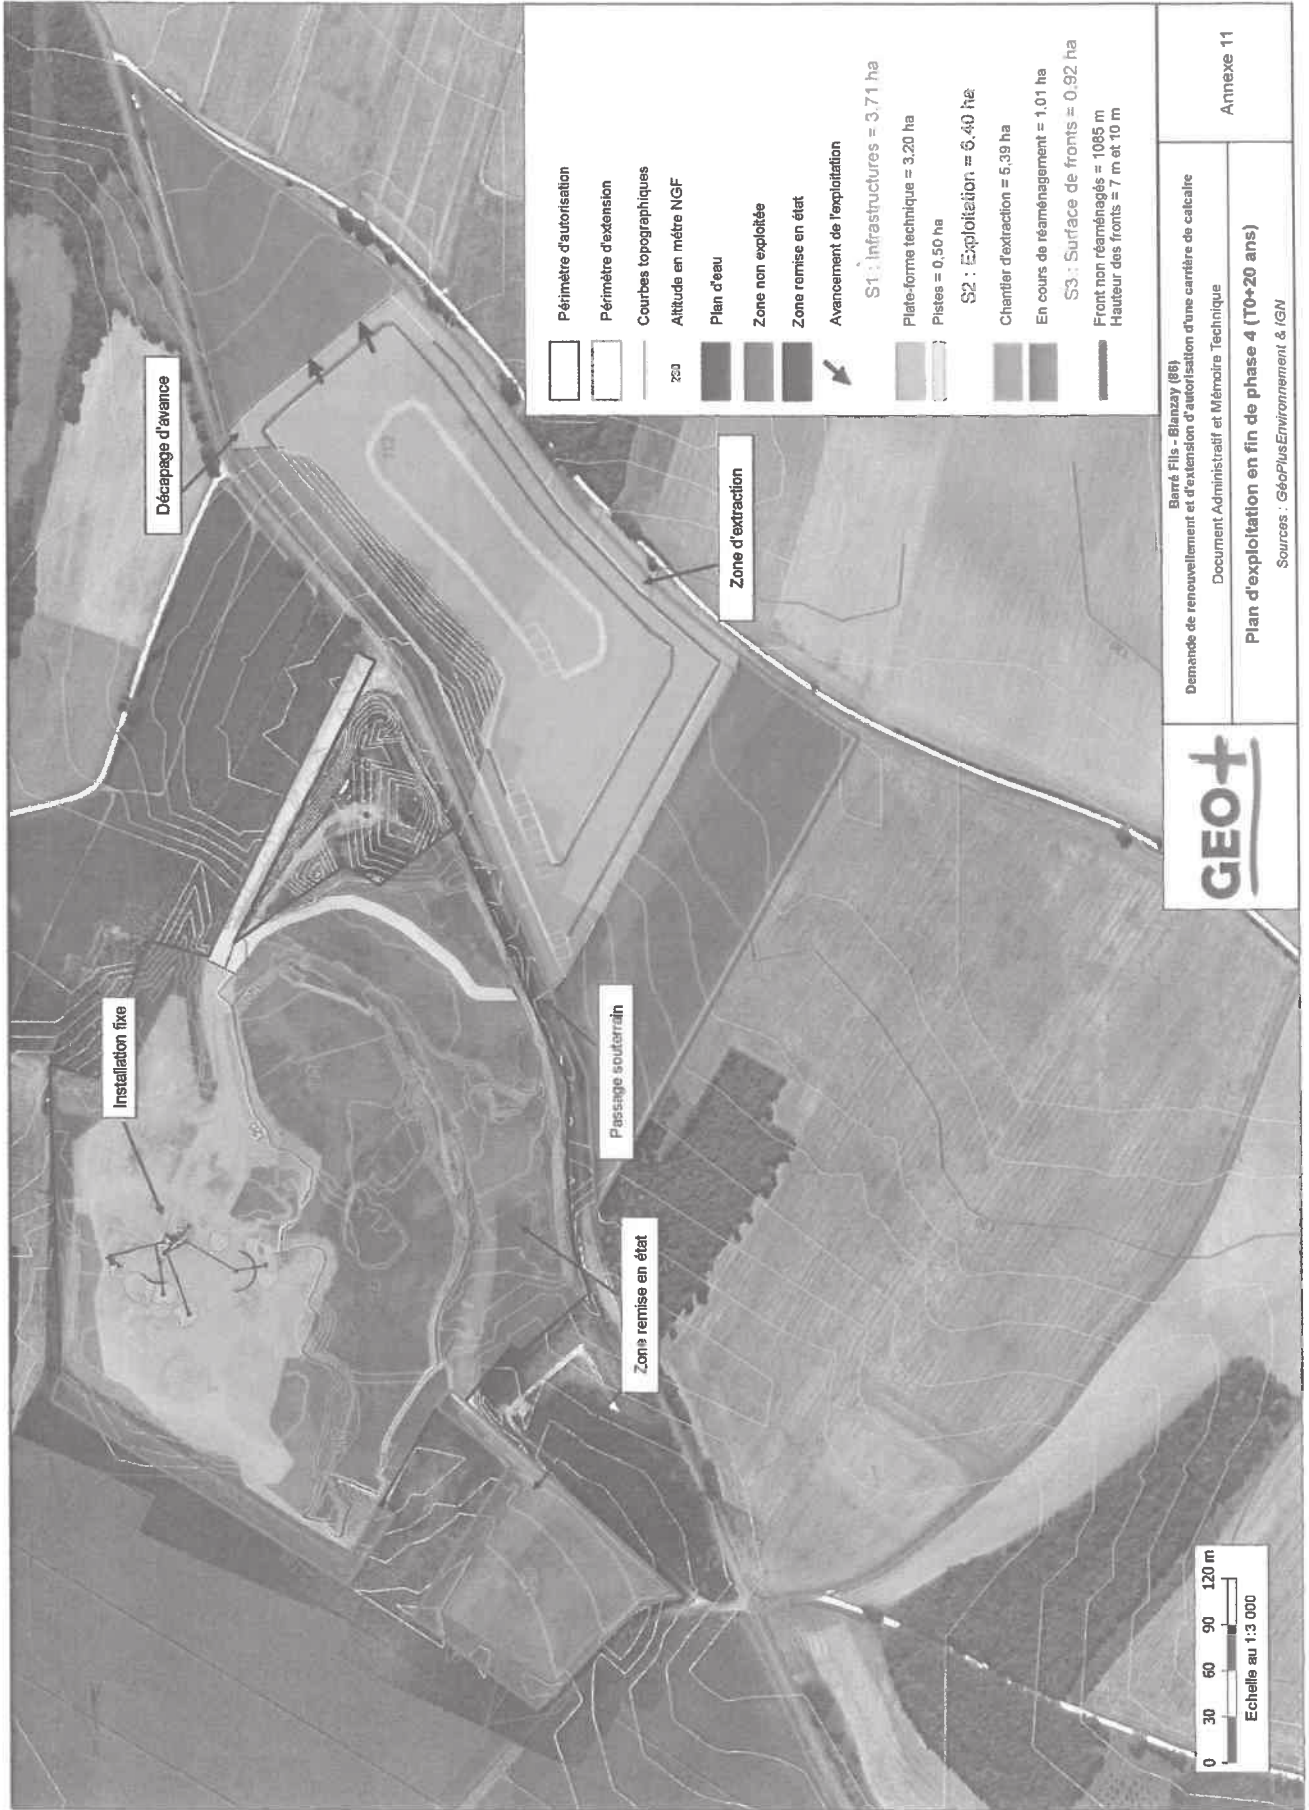 Décapage d'avance
Installation fixe
Zone d'extraction
Passage souterrain
Zone remise en état
112
Périmètre d'autorisation
Périmètre d'extension
Courbes topographiques
250 Altitude en mètre NGF
Plan d'eau
Zone non exploitée
Zone remise en état
Avancement de l'exploitation
S1 : Infrastructures = 3,71 ha
Plate-forme technique = 3,20 ha
Pistes = 0,50 ha
S2 : Exploitation = 6,40 ha
Chantier d'extraction = 5,39 ha
En cours de réaménagement = 1,01 ha
S3 : Surface de fronts = 0,92 ha
Front non réaménagés = 1085 m
Hauteur des fronts = 7 m et 10 m
0 30 60 90 120 m
Echelle au 1:3 000
GEO+
Barré Fils - Blanzay (86)
Demande de renouvellement et d'extension d'autorisation d'une carrière de calcaire
Document Administratif et Mémoire Technique
Plan d'exploitation en fin de phase 4 (T0+20 ans)
Sources : GéoPlusEnvironnement & IGN
Annexe 11